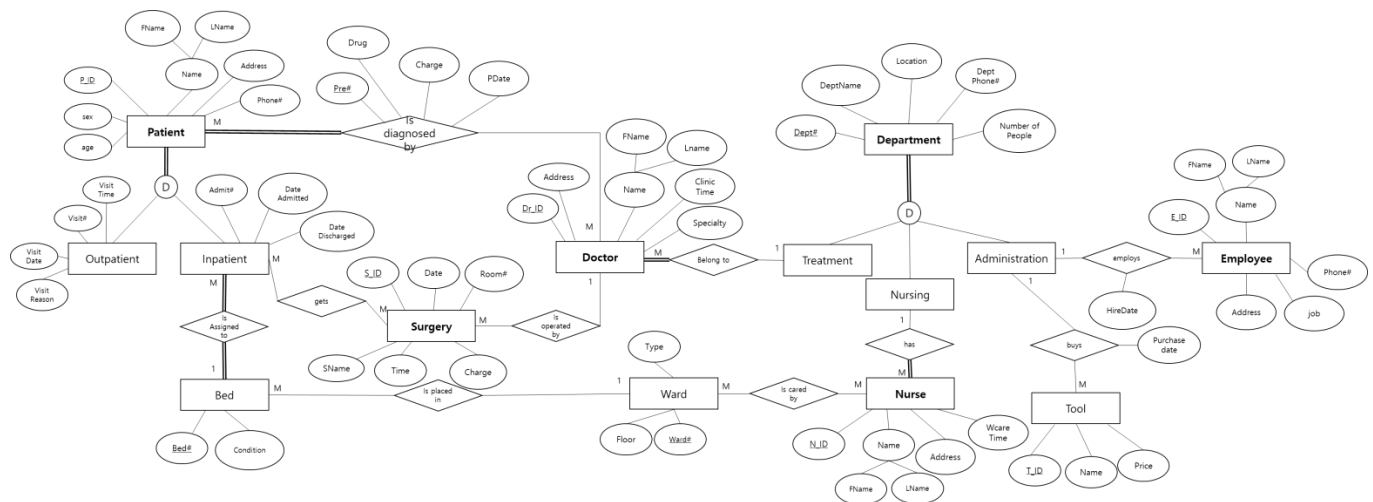 FName
LName
Name
P_ID
Address
Phone#
sex
age
Patient
M
Drug
Charge
Pre#
PDate
Is
diagnosed
by
M
D
Visit
Time
Visit#
Visit
Date
Visit
Reason
Outpatient
Admit#
Date
Admitted
Date
Discharged
Inpatient
M
M
gets
M
Is
Assigned
to
1
Bed
M
Bed#
Condition
S_ID
Date
Room#
Surgery
M
SName
Time
Charge
Is
operated
by
1
Address
Dr_ID
FName
Lname
Name
Clinic
Time
Specialty
Doctor
M
Belong to
1
Treatment
DeptName
Location
Dept
Phone#
Dept#
Number of
People
Department
D
Nursing
1
has
M
Administration
1
employs
M
HireDate
FName
LName
Name
E_ID
Employee
Phone#
Address
job
1
buys
Purchase
date
M
Tool
T_ID
Name
Price
Is placed
in
1
Type
Ward
M
Floor
Ward#
Is cared
by
M
Nurse
N_ID
Name
Address
Wcare
Time
FName
LName